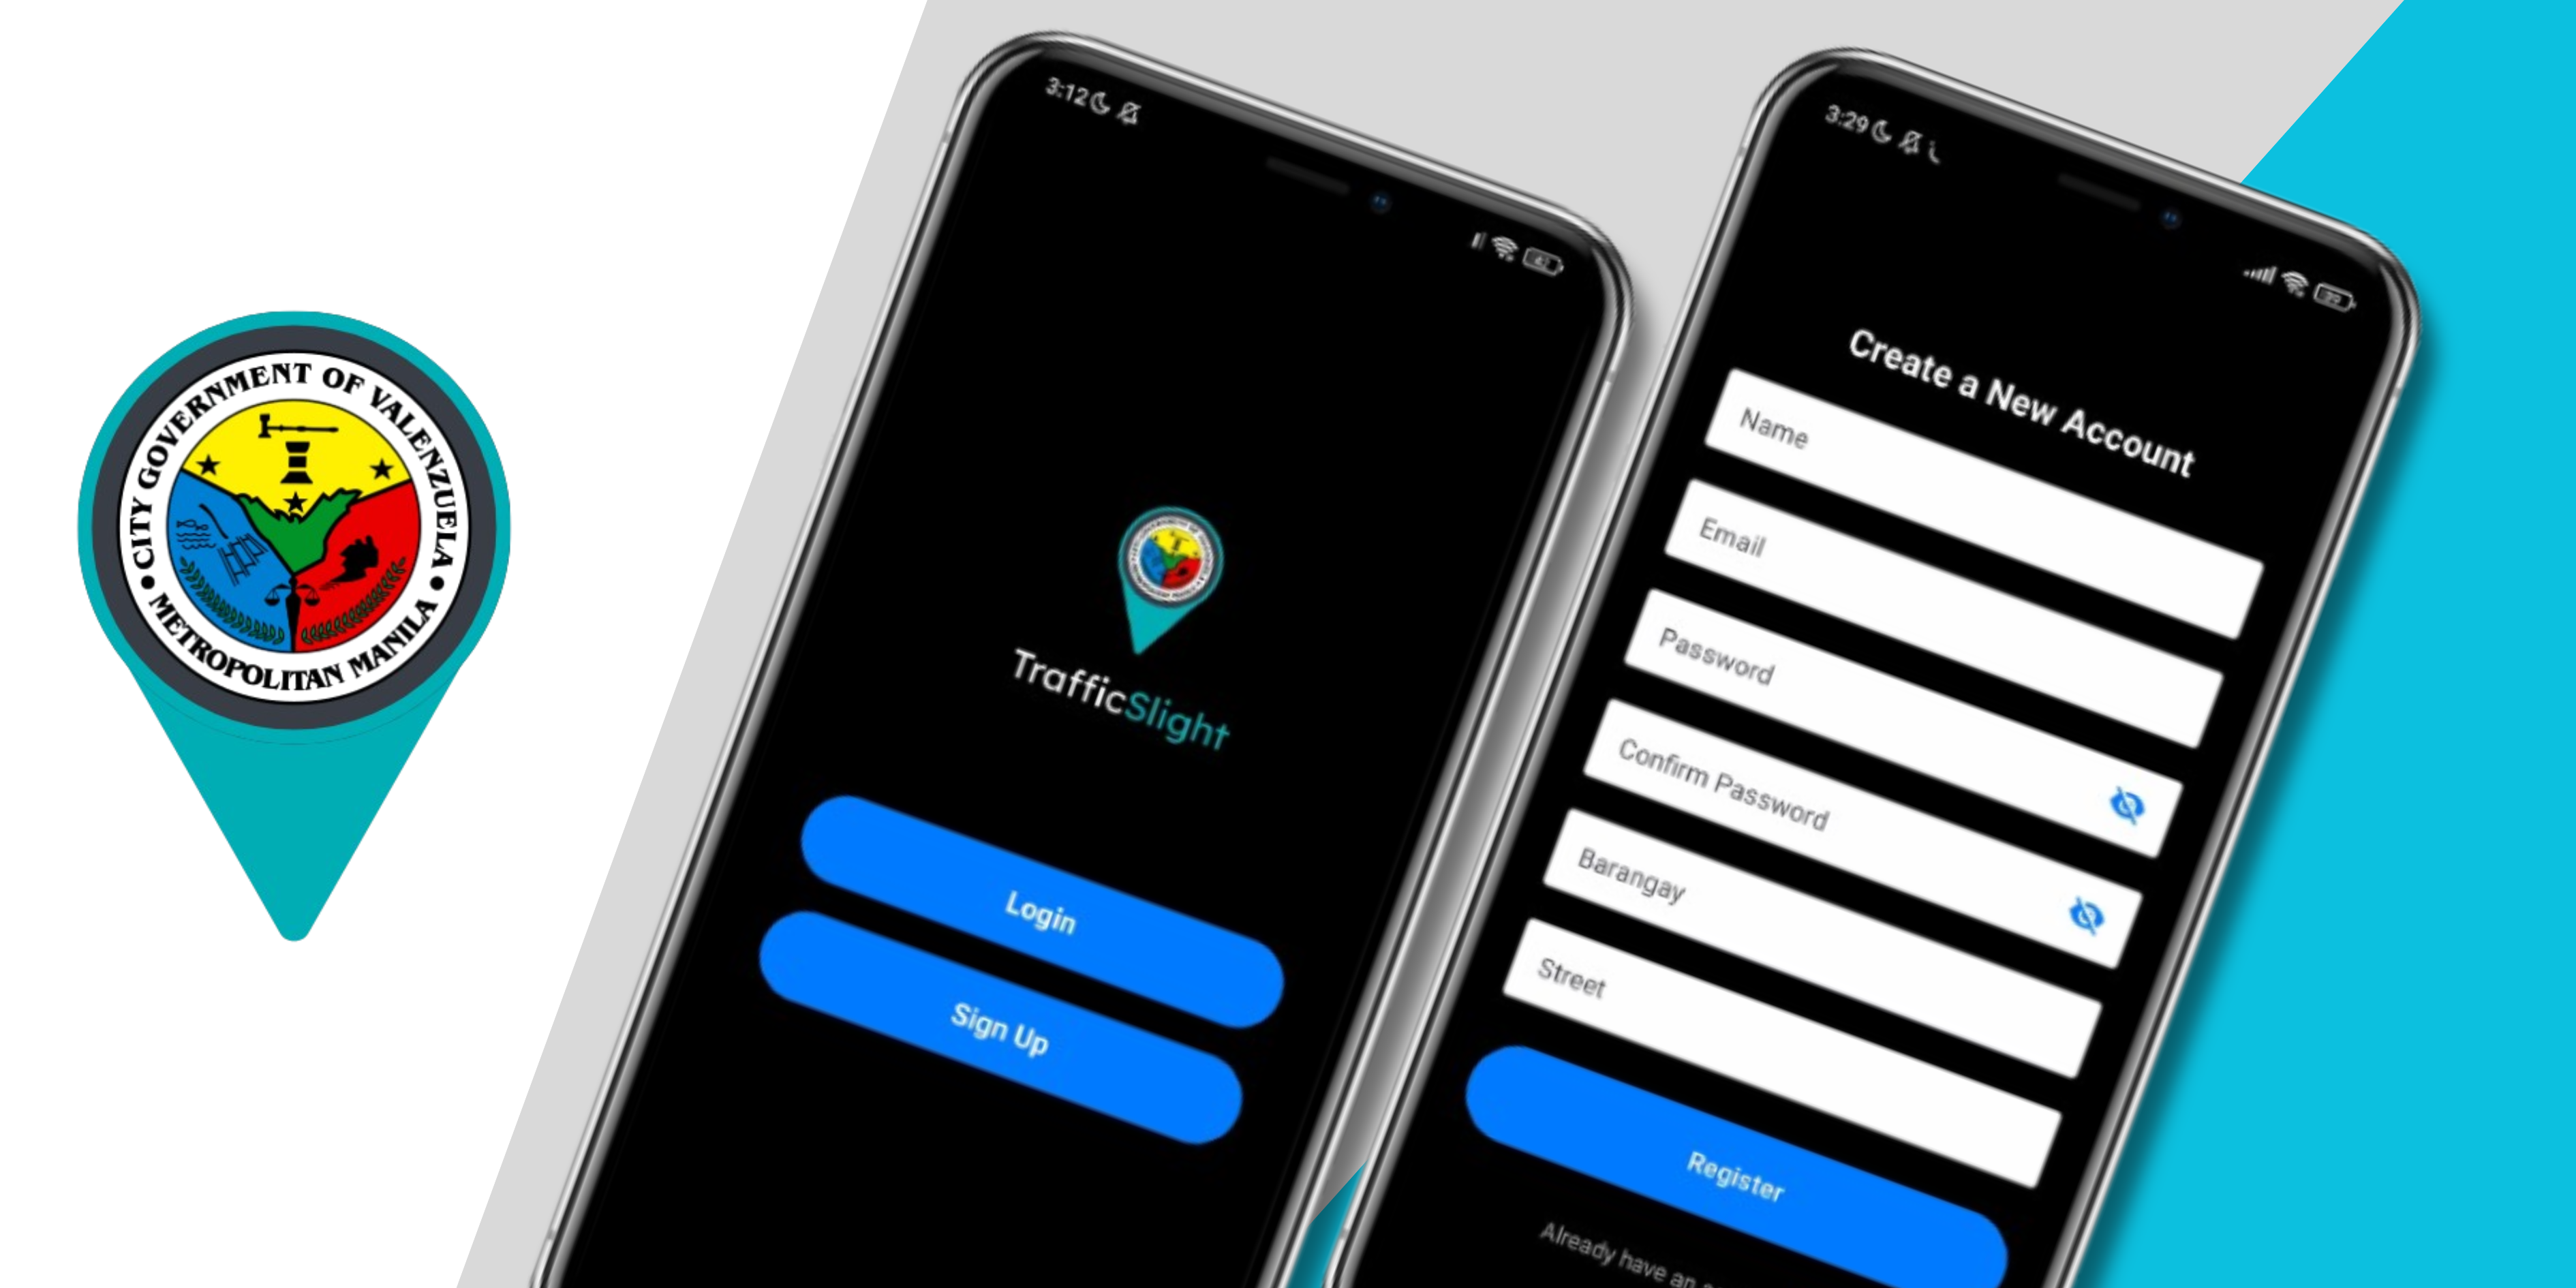 CITY GOVERNMENT OF VALENZUELA
METROPOLITAN MANILA
3:12
TrafficSlight
Login
Sign Up
3:29
Create a New Account
Name
Email
Password
Confirm Password
Barangay
Street
Register
Already have an